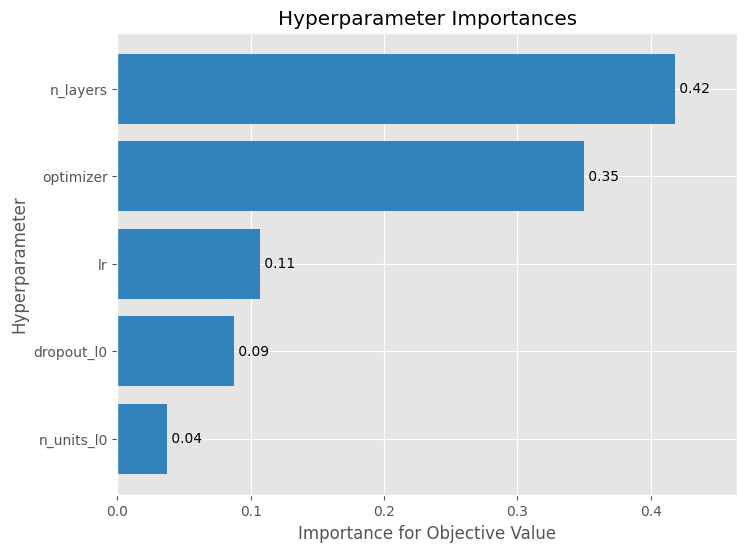 Hyperparameter Importances
Hyperparameter
n_layers
0.42
optimizer
0.35
lr
0.11
dropout_l0
0.09
n_units_l0
0.04
0.0
0.1
0.2
0.3
0.4
Importance for Objective Value